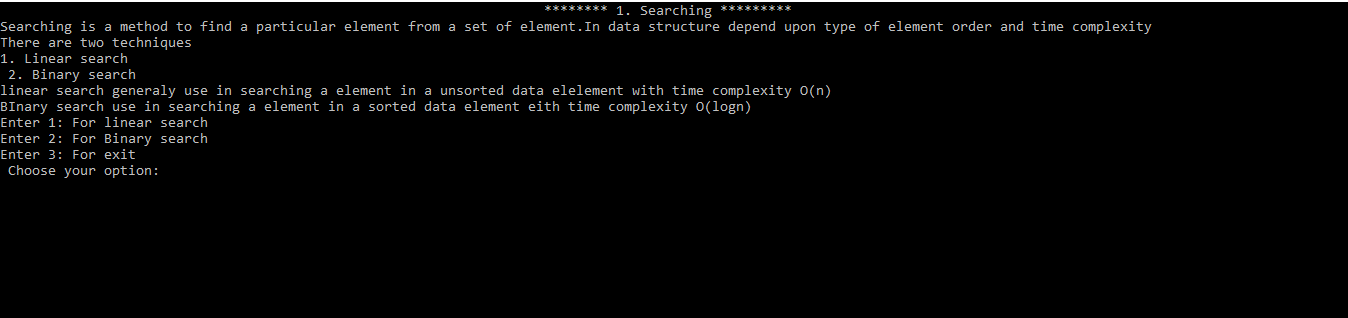 ******** 1. Searching *********
Searching is a method to find a particular element from a set of element.In data structure depend upon type of element order and time complexity
There are two techniques
1. Linear search
2. Binary search
linear search generaly use in searching a element in a unsorted data elelement with time complexity O(n)
BInary search use in searching a element in a sorted data element eith time complexity O(logn)
Enter 1: For linear search
Enter 2: For Binary search
Enter 3: For exit
Choose your option: